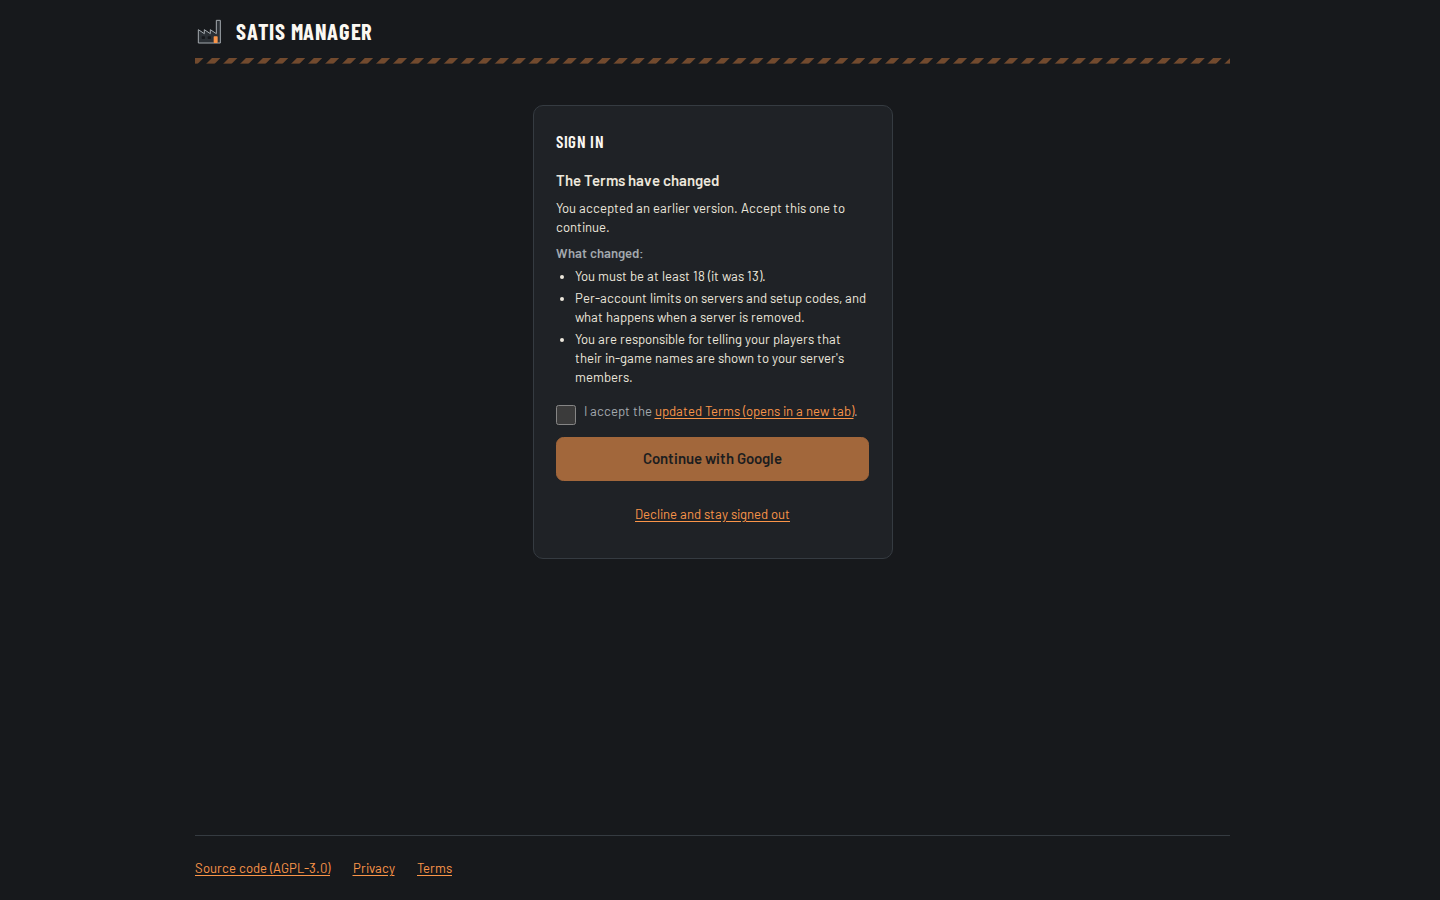 SATIS MANAGER
SIGN IN
The Terms have changed
You accepted an earlier version. Accept this one to
continue.
What changed:
• You must be at least 18 (it was 13).
• Per-account limits on servers and setup codes, and
what happens when a server is removed.
• You are responsible for telling your players that
their in-game names are shown to your server's
members.
I accept the updated Terms (opens in a new tab).
Continue with Google
Decline and stay signed out
Source code (AGPL-3.0) Privacy Terms